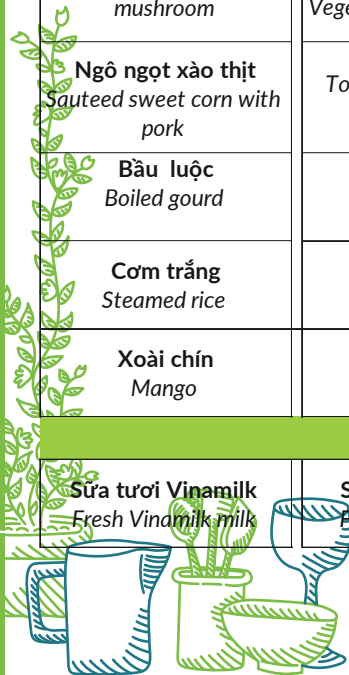 mushroom
Ngô ngọt xào thịt
Sauteed sweet corn with
pork
Bầu luộc
Boiled gourd
Cơm trắng
Steamed rice
Xoài chín
Mango
Sữa tươi Vinamilk
Fresh Vinamilk milk